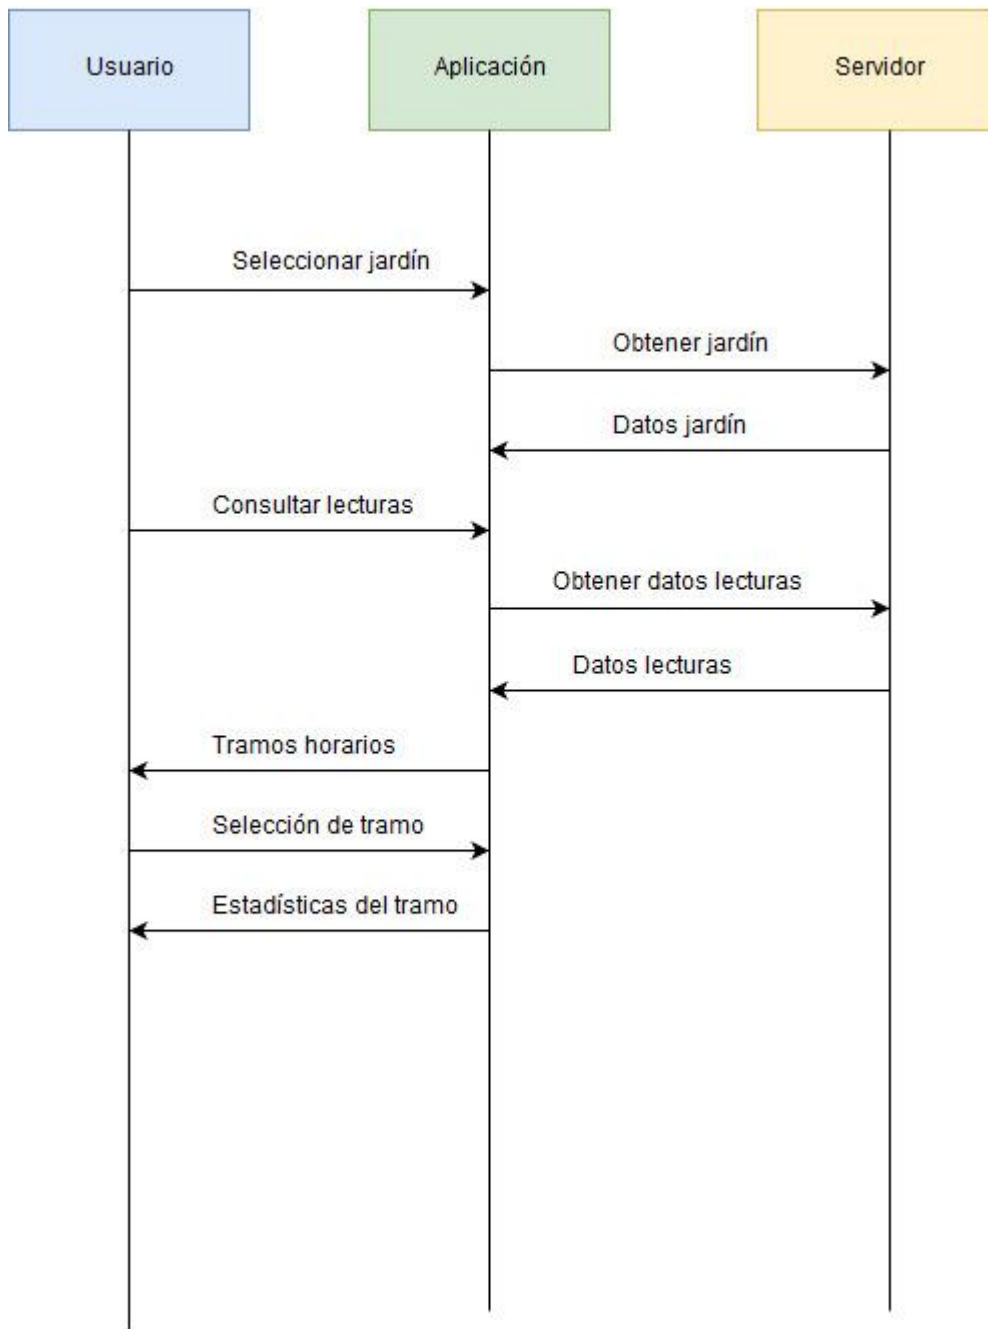 Usuario
Aplicación
Servidor
Seleccionar jardín
Obtener jardín
Datos jardín
Consultar lecturas
Obtener datos lecturas
Datos lecturas
Tramos horarios
Selección de tramo
Estadísticas del tramo